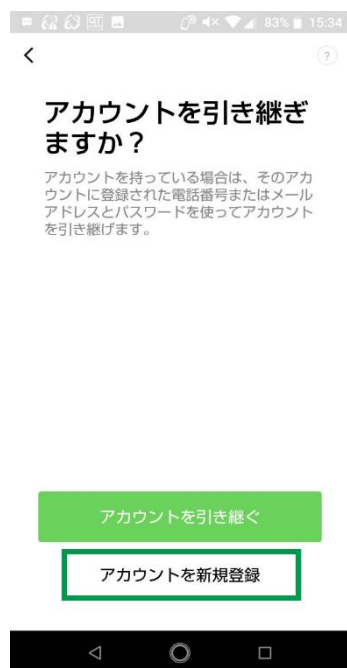 83% 15:34
?
アカウントを引き継ぎ
ますか？
アカウントを持っている場合は、そのアカ
ウントに登録された電話番号またはメール
アドレスとパスワードを使ってアカウント
を引き継げます。
アカウントを引き継ぐ
アカウントを新規登録